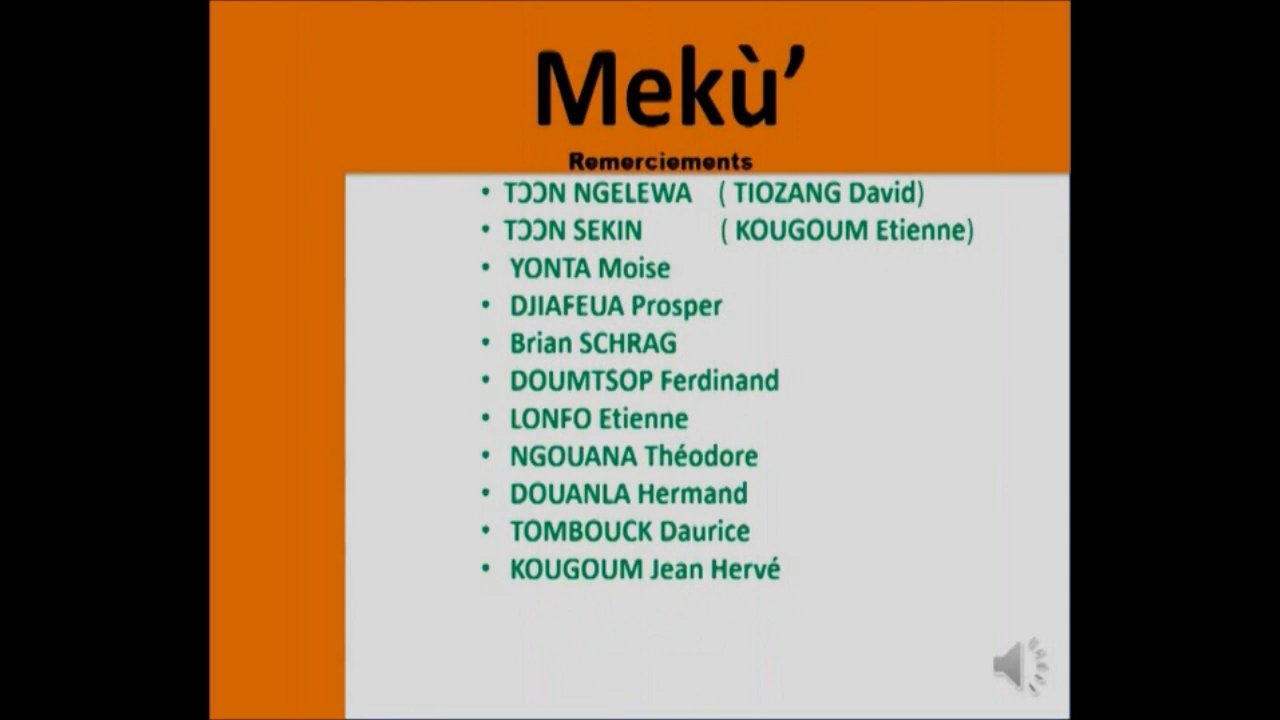 Mekù’
Remerciements
• TƆƆN NGELEWA ( TIOZANG David)
• TƆƆN SEKIN ( KOUGOUM Etienne)
• YONTA Moise
• DJIAFEUA Prosper
• Brian SCHRAG
• DOUMTSOP Ferdinand
• LONFO Etienne
• NGOUANA Théodore
• DOUANLA Hermand
• TOMBOUCK Daurice
• KOUGOUM Jean Hervé